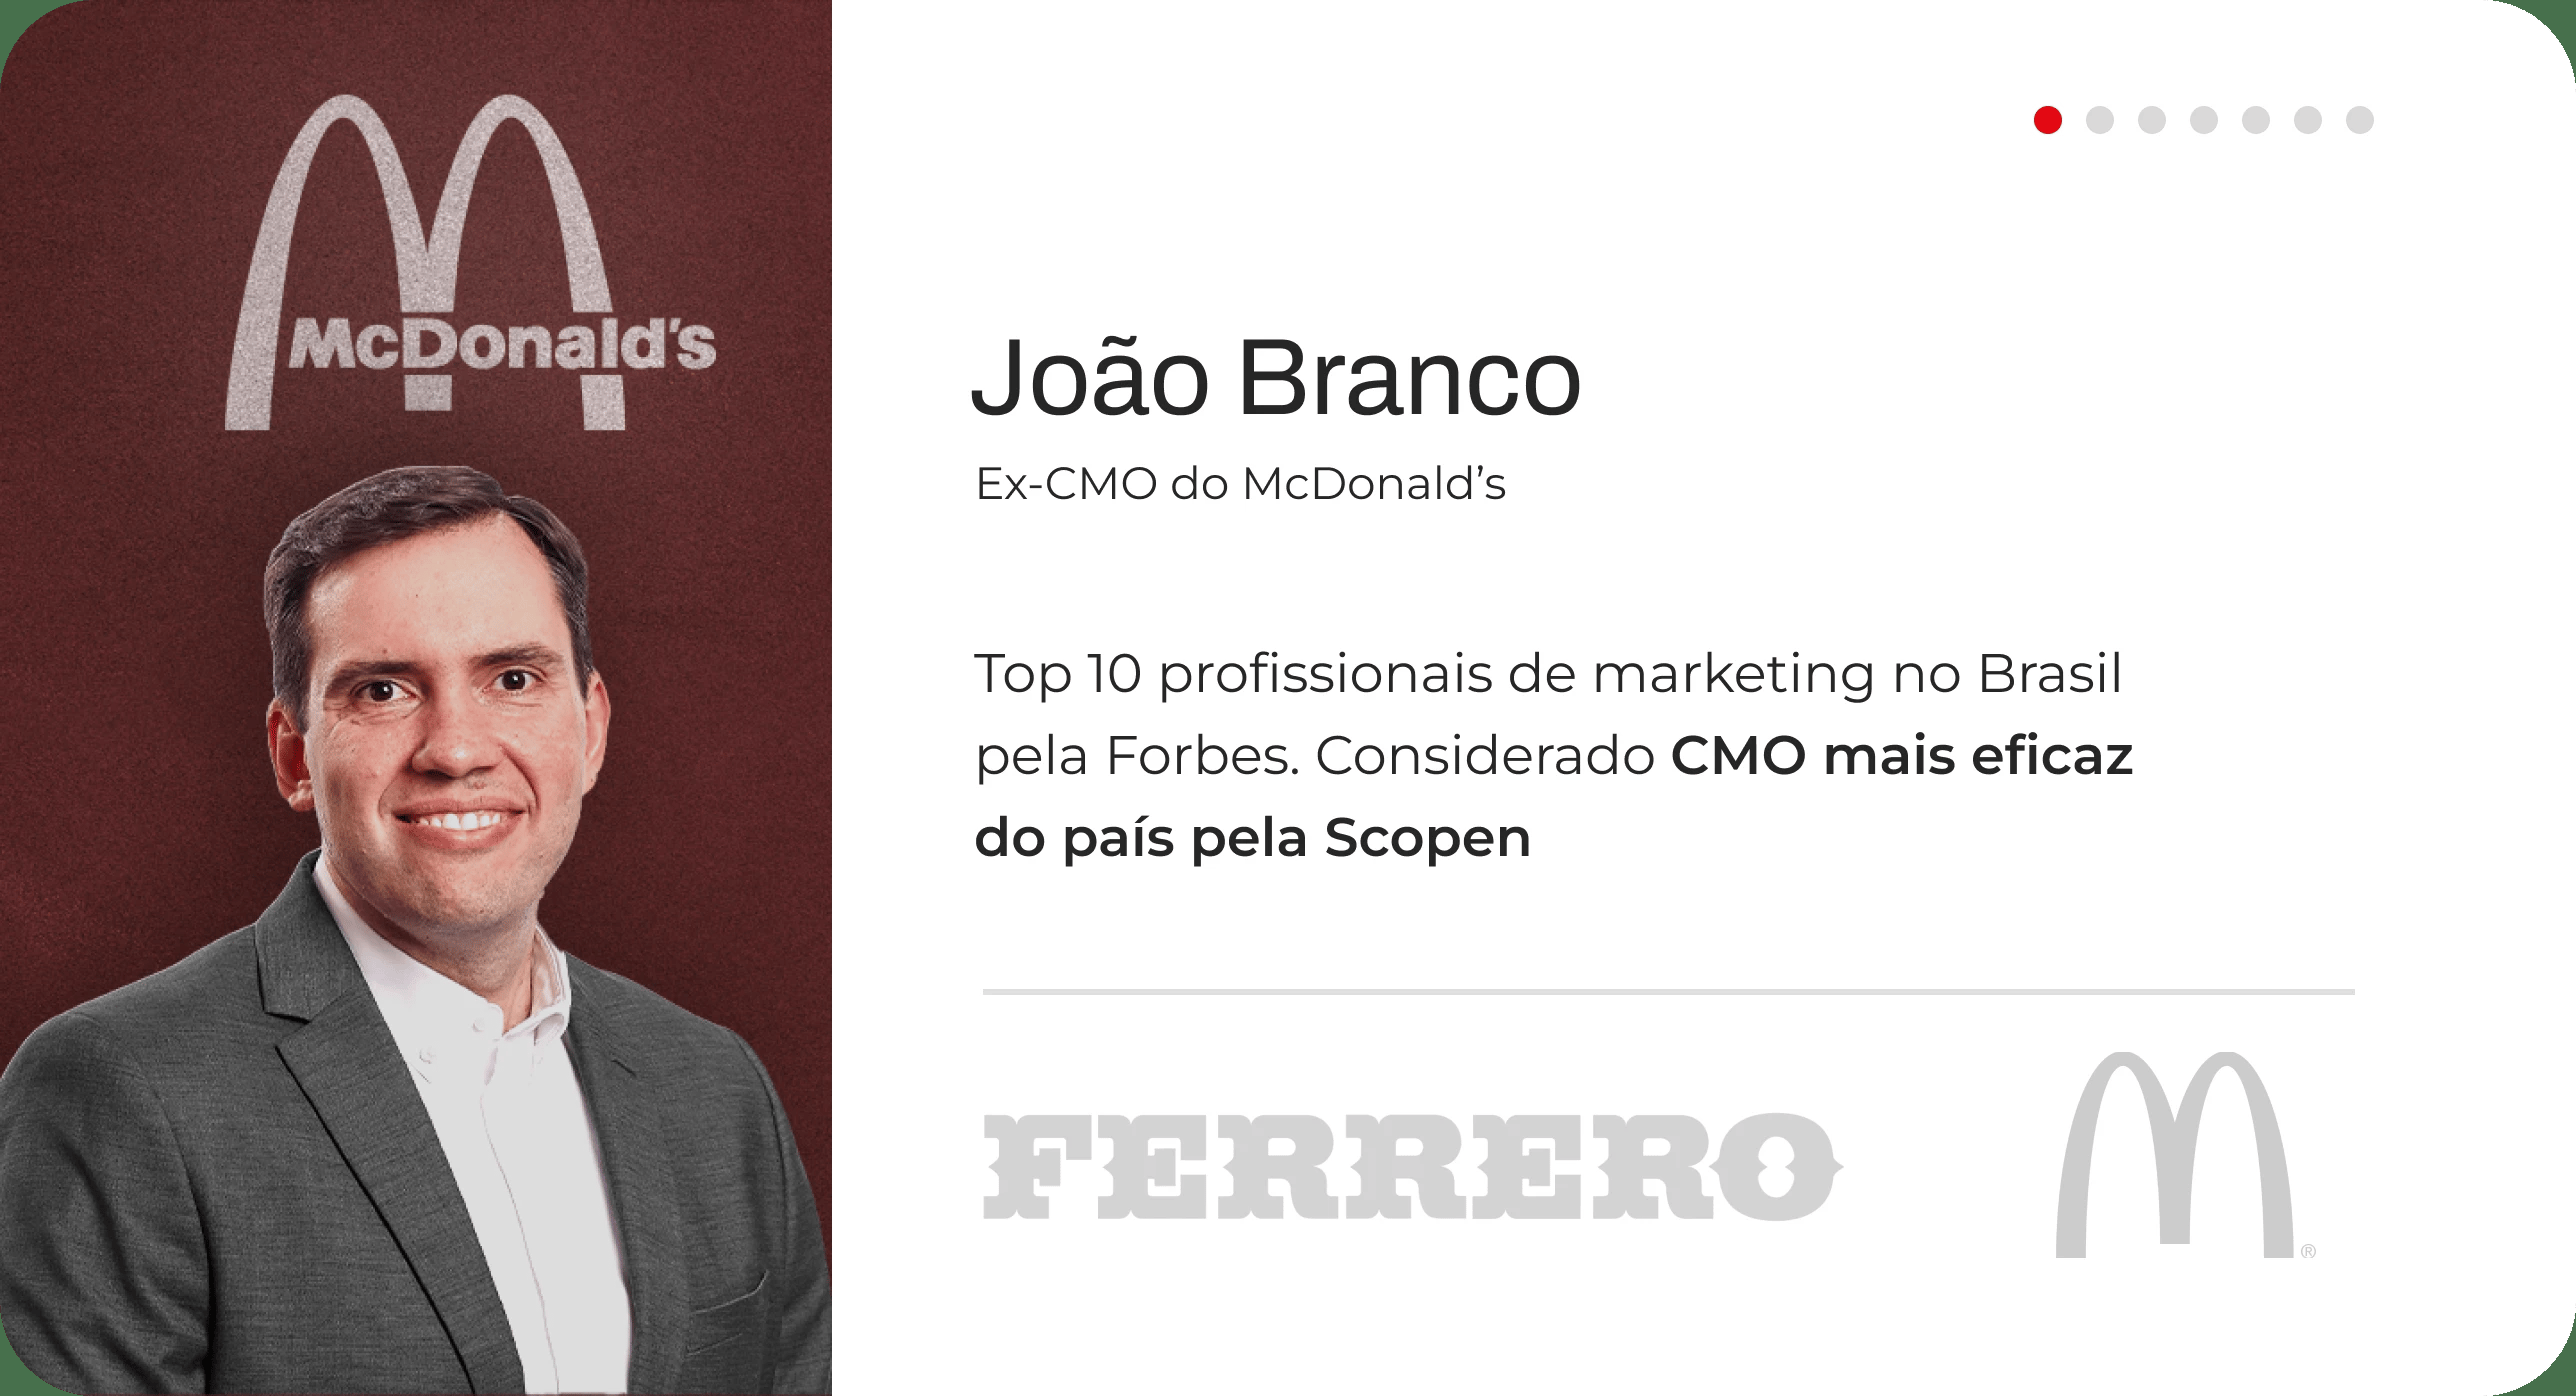 McDonald's
João Branco
Ex-CMO do McDonald’s
Top 10 profissionais de marketing no Brasil
pela Forbes. Considerado CMO mais eficaz
do país pela Scopen
FERRERO
®